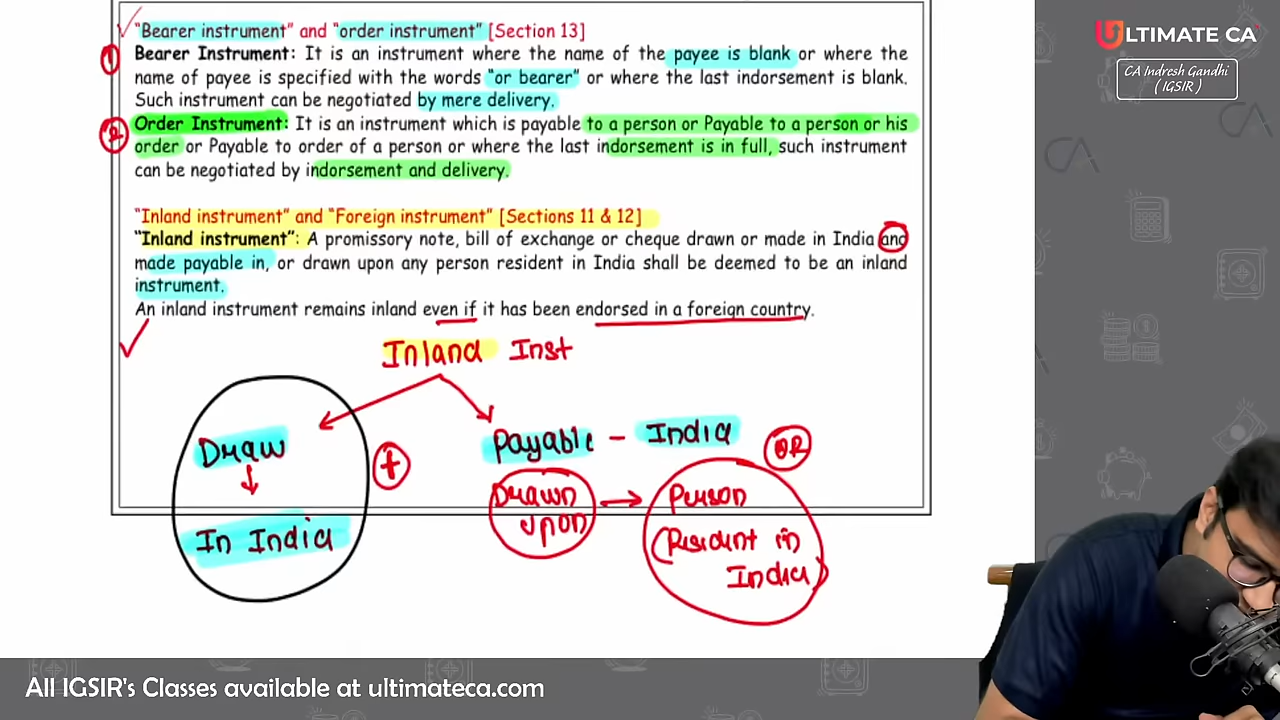 "Bearer instrument" and "order instrument" [Section 13]
1 Bearer Instrument: It is an instrument where the name of the payee is blank or where the
name of payee is specified with the words "or bearer" or where the last indorsement is blank.
Such instrument can be negotiated by mere delivery.
2 Order Instrument: It is an instrument which is payable to a person or Payable to a person or his
order or Payable to order of a person or where the last indorsement is in full, such instrument
can be negotiated by indorsement and delivery.
"Inland instrument" and "Foreign instrument" [Sections 11 & 12]
"Inland instrument": A promissory note, bill of exchange or cheque drawn or made in India and
made payable in, or drawn upon any person resident in India shall be deemed to be an inland
instrument.
An inland instrument remains inland even if it has been endorsed in a foreign country.
Inland Inst
Draw
In India
+
Payable - India
OR
Drawn
upon
Person
(Resident in
India)
ULTIMATE CA
CA Indresh Gandhi
( IGSIR )
All IGSIR's Classes available at ultimateca.com